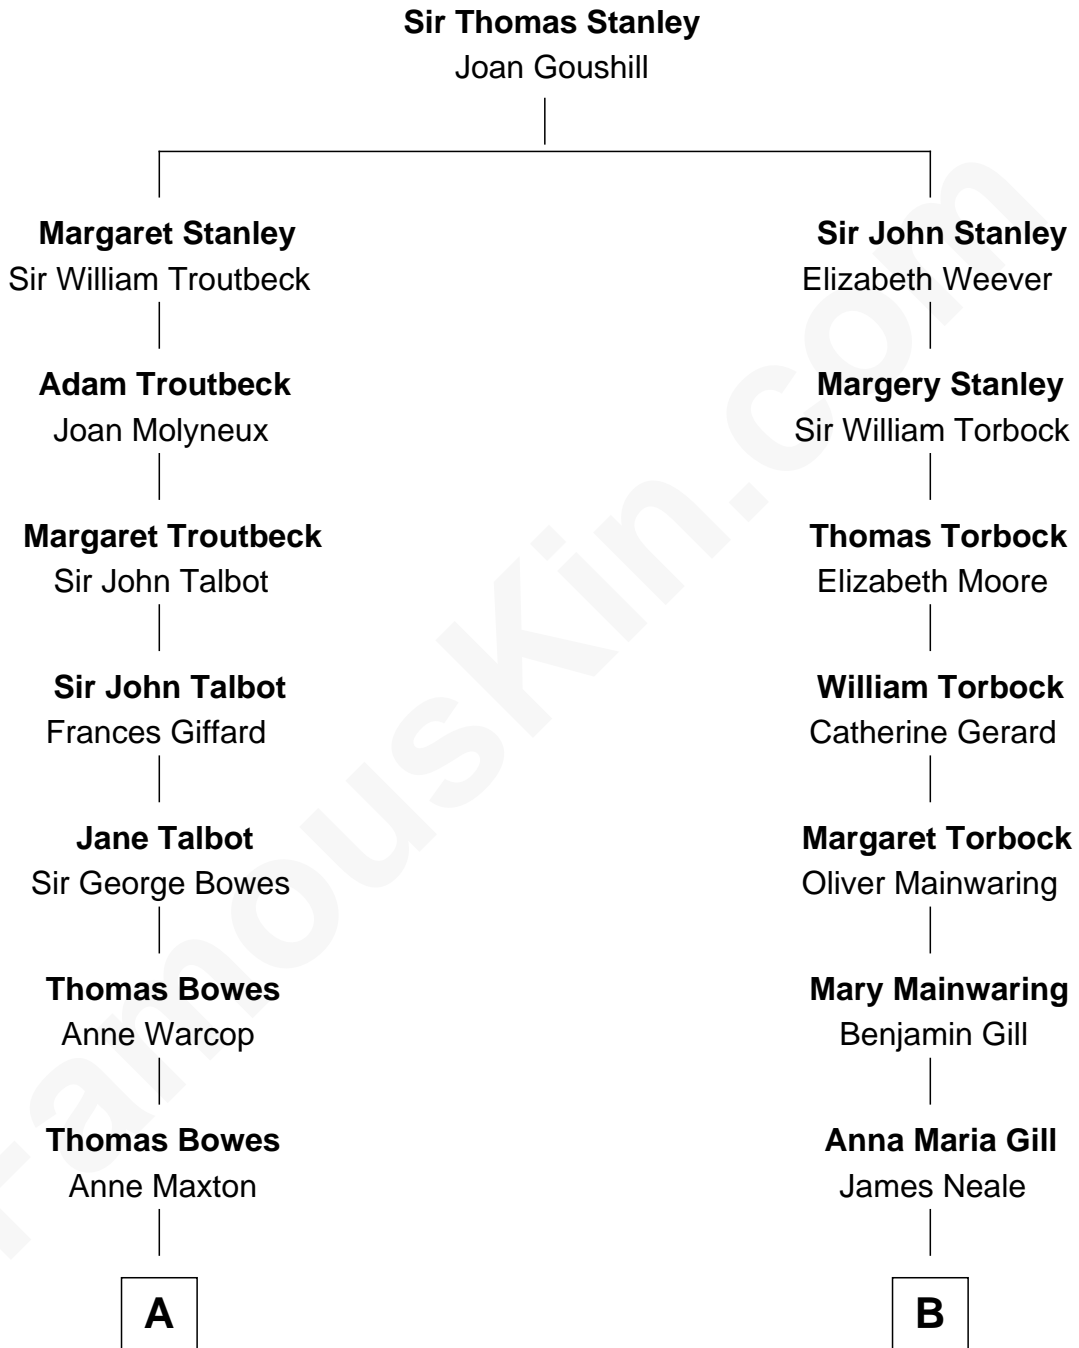 Sir Thomas Stanley
Joan Goushill
Margaret Stanley
Sir William Troutbeck
Sir John Stanley
Elizabeth Weever
Adam Troutbeck
Joan Molyneux
Margery Stanley
Sir William Torbock
Margaret Troutbeck
Sir John Talbot
Thomas Torbock
Elizabeth Moore
Sir John Talbot
Frances Giffard
William Torbock
Catherine Gerard
Jane Talbot
Sir George Bowes
Margaret Torbock
Oliver Mainwaring
Thomas Bowes
Anne Warcop
Mary Mainwaring
Benjamin Gill
Thomas Bowes
Anne Maxton
Anna Maria Gill
James Neale
A
B
FamousKin.com